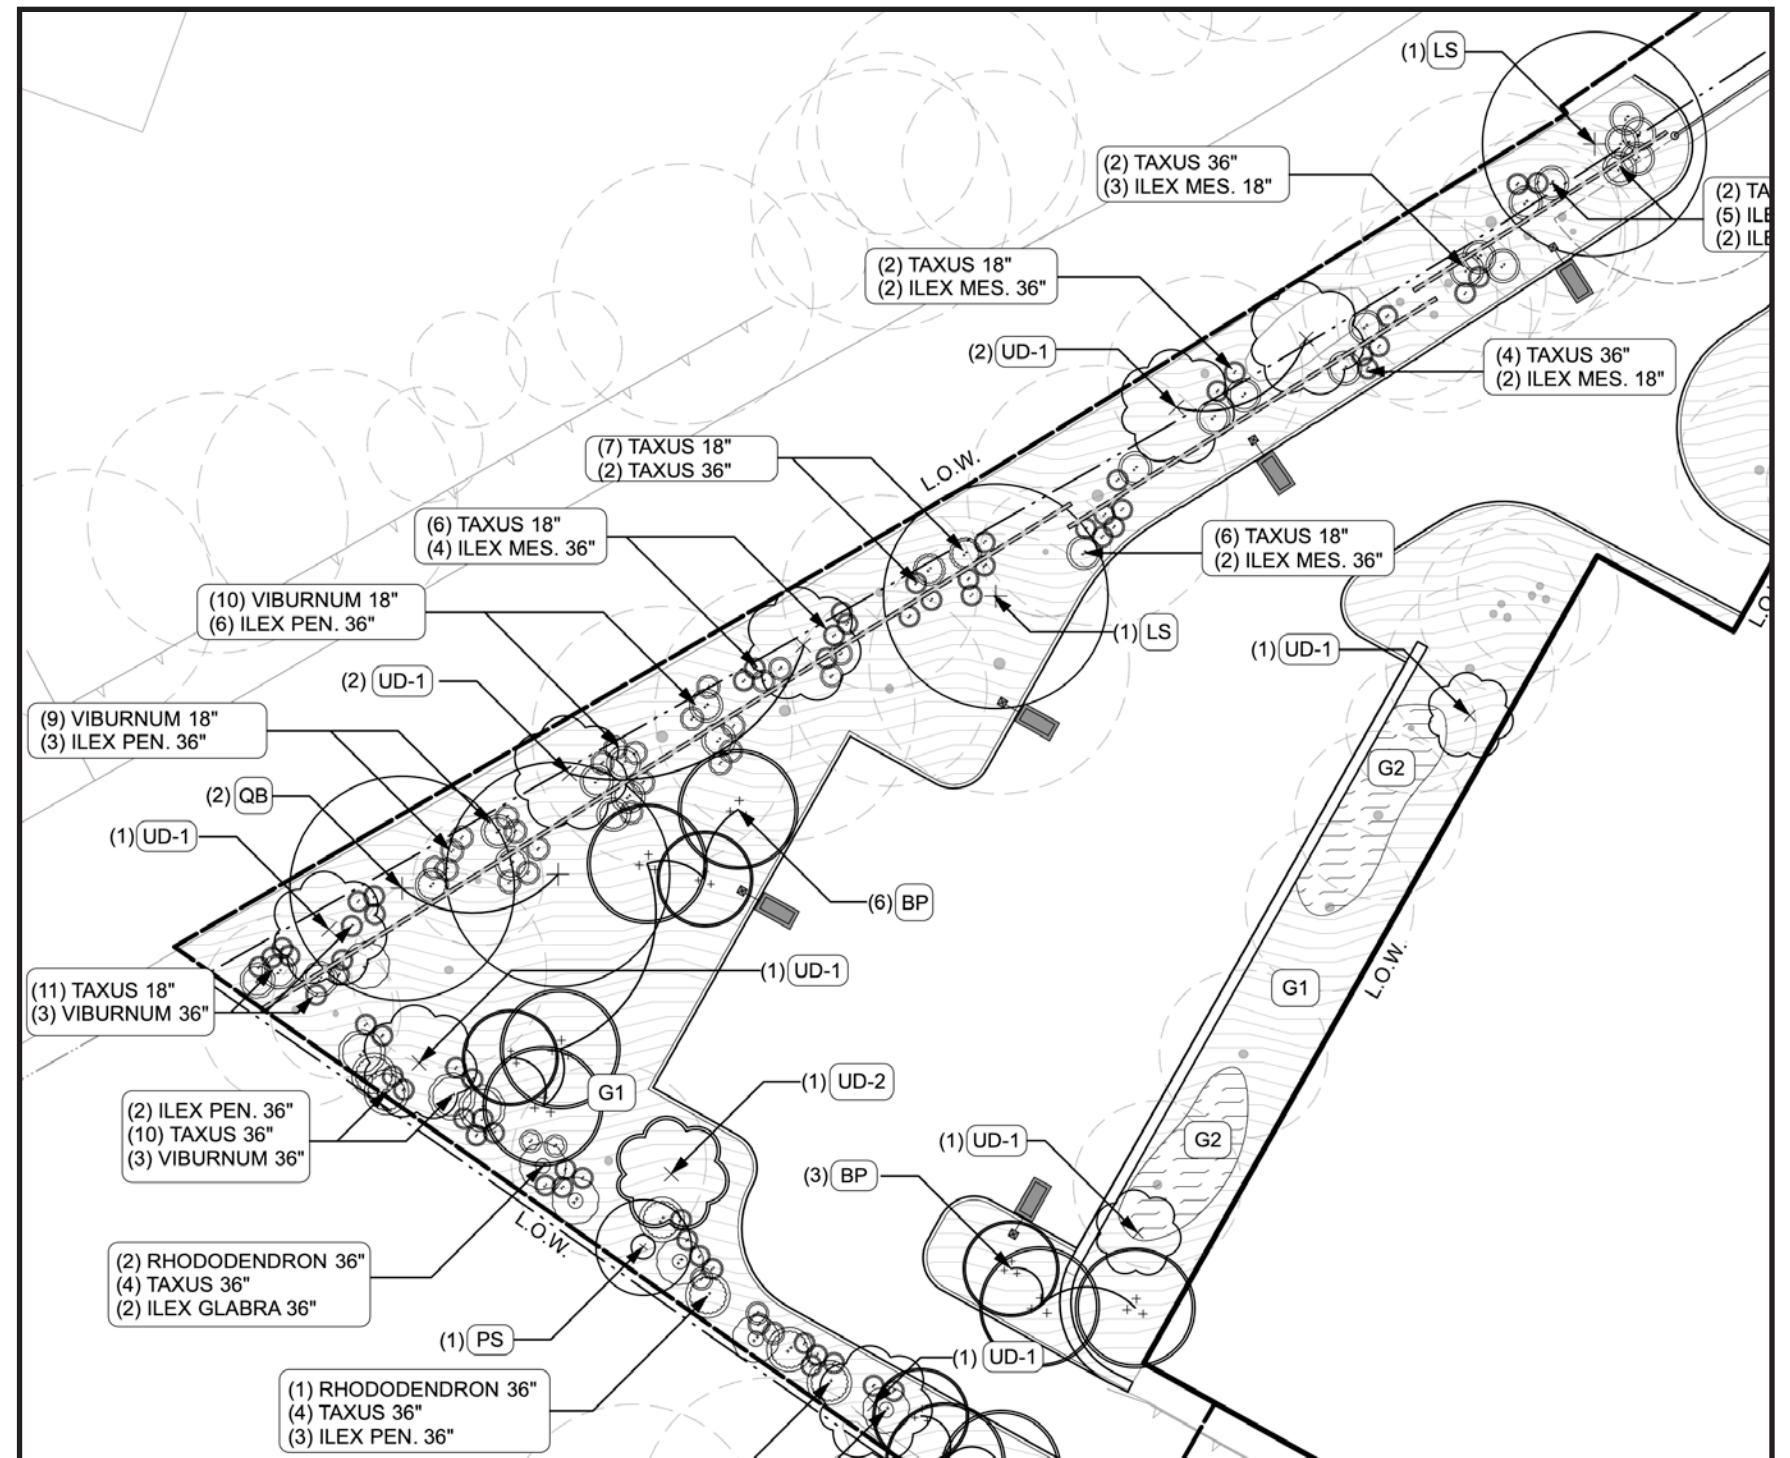 (1) LS
(2) TAXUS 36"
(3) ILEX MES. 18"
(2) TA
(5) ILE
(2) ILE
(2) TAXUS 18"
(2) ILEX MES. 36"
(2) UD-1
(4) TAXUS 36"
(2) ILEX MES. 18"
L.O.W.
(7) TAXUS 18"
(2) TAXUS 36"
(6) TAXUS 18"
(4) ILEX MES. 36"
(6) TAXUS 18"
(2) ILEX MES. 36"
(10) VIBURNUM 18"
(6) ILEX PEN. 36"
(1) LS
(1) UD-1
L.O.
(2) UD-1
(9) VIBURNUM 18"
(3) ILEX PEN. 36"
G2
(2) QB
(1) UD-1
(6) BP
(1) UD-1
L.O.W.
G1
(11) TAXUS 18"
(3) VIBURNUM 36"
G1
(1) UD-2
(2) ILEX PEN. 36"
(10) TAXUS 36"
(3) VIBURNUM 36"
(1) UD-1
G2
(3) BP
L.O.W.
(2) RHODODENDRON 36"
(4) TAXUS 36"
(2) ILEX GLABRA 36"
(1) PS
(1) UD-1
(1) RHODODENDRON 36"
(4) TAXUS 36"
(3) ILEX PEN. 36"